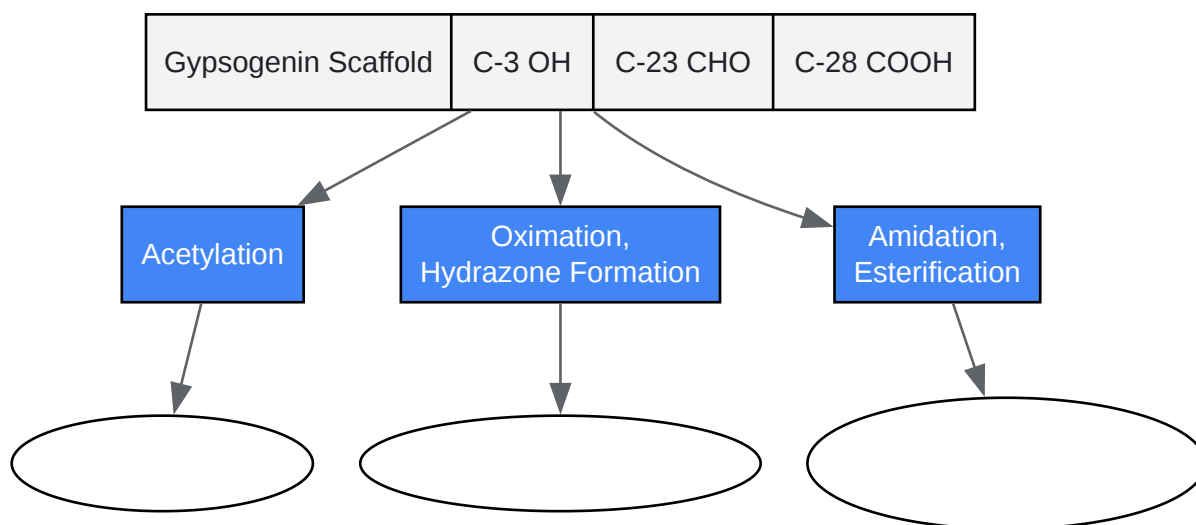 Gypsogenin Scaffold
C-3 OH
C-23 CHO
C-28 COOH
Acetylation
Oximation,
Hydrazone Formation
Amidation,
Esterification